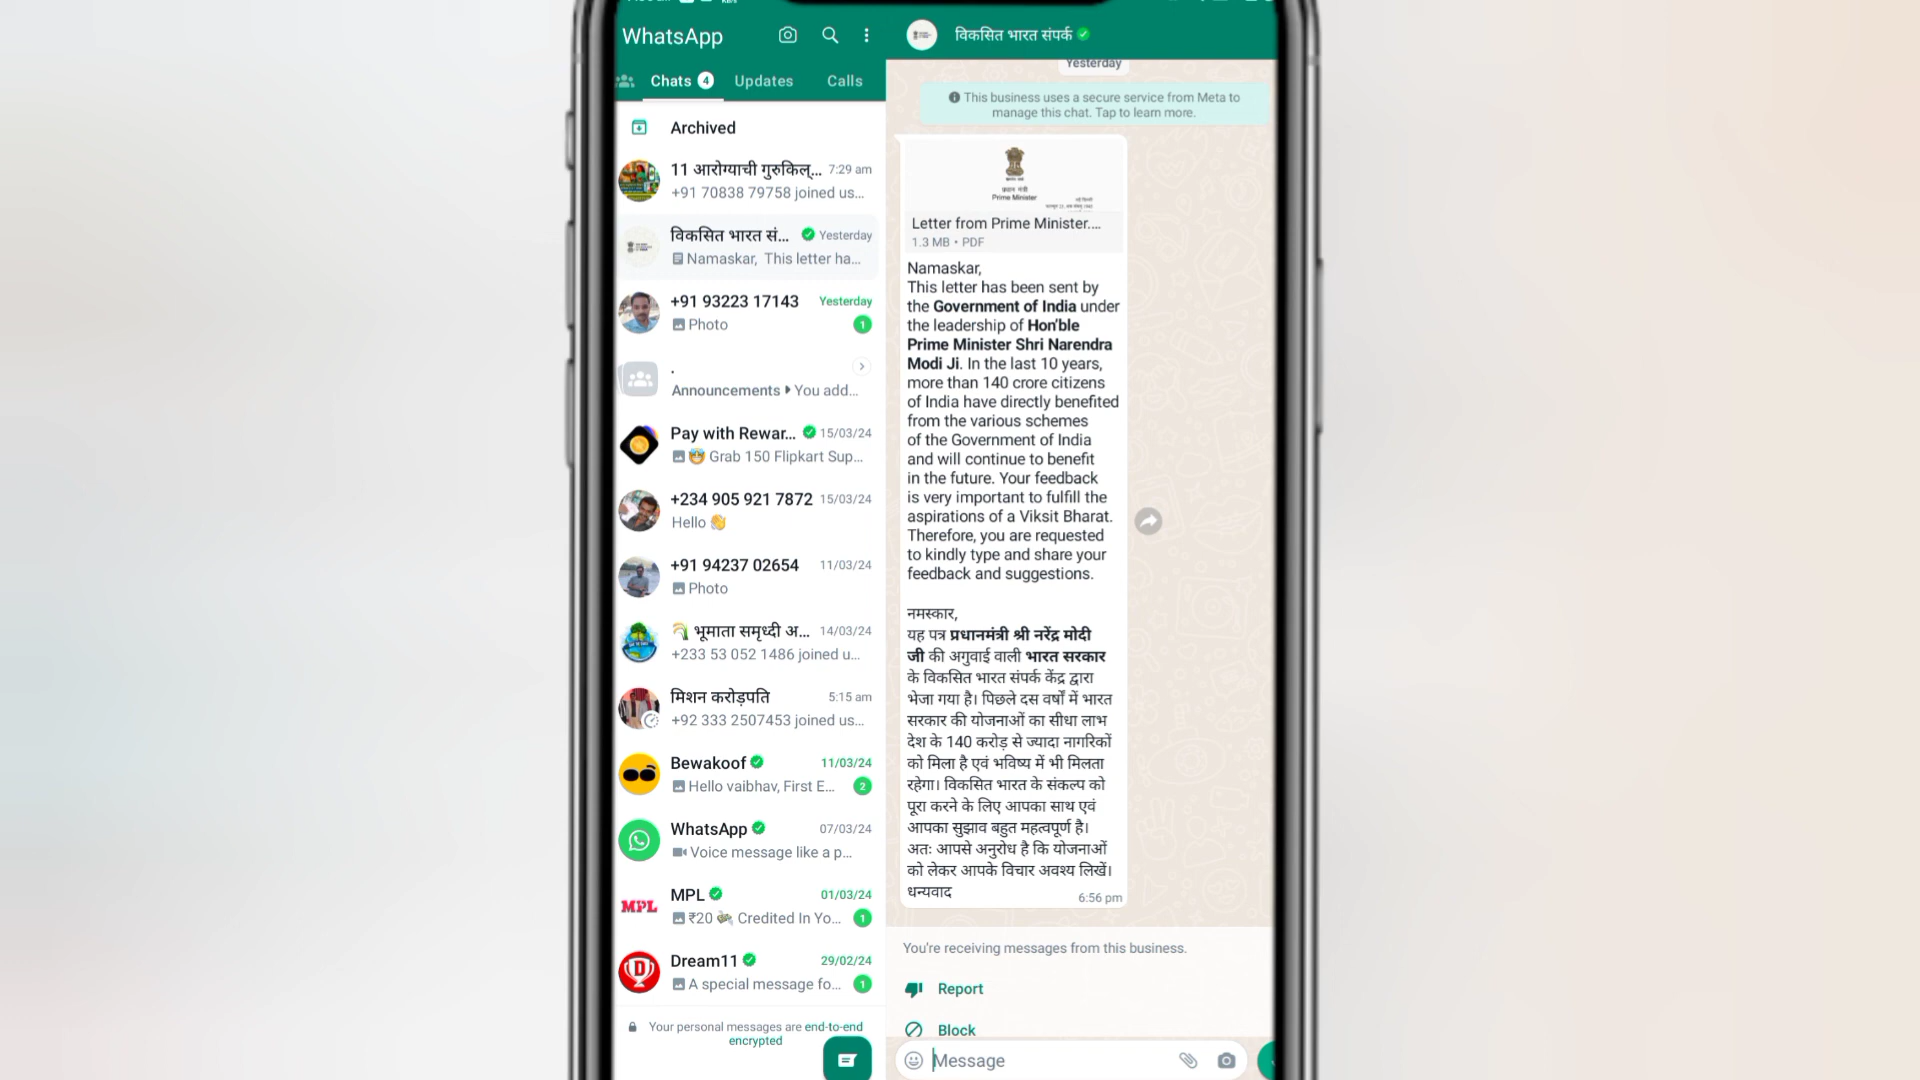 WhatsApp
Chats 4 Updates Calls
Archived
11 आरोग्याची गुरुकिल्... 7:29 am
+91 70838 79758 joined us...
विकसित भारत सं... Yesterday
Namaskar, This letter ha...
+91 93223 17143 Yesterday
Photo 1
.
Announcements You add...
Pay with Rewar... 15/03/24
Grab 150 Flipkart Sup...
+234 905 921 7872 15/03/24
Hello 👋
+91 94237 02654 11/03/24
Photo
🌾 भूमाता समृध्दी अ... 14/03/24
+233 53 052 1486 joined u...
मिशन करोड़पति 5:15 am
+92 333 2507453 joined us...
Bewakoof 11/03/24
Hello vaibhav, First E... 2
WhatsApp 07/03/24
Voice message like a p...
MPL
MPL 01/03/24
₹20 💸 Credited In Yo... 1
Dream11 29/02/24
A special message fo... 1
Your personal messages are end-to-end
encrypted
विकसित भारत संपर्क
Yesterday
This business uses a secure service from Meta to
manage this chat. Tap to learn more.
प्रधान मंत्री
Prime Minister
Letter from Prime Minister....
1.3 MB • PDF
Namaskar,
This letter has been sent by
the Government of India under
the leadership of Hon'ble
Prime Minister Shri Narendra
Modi Ji. In the last 10 years,
more than 140 crore citizens
of India have directly benefited
from the various schemes
of the Government of India
and will continue to benefit
in the future. Your feedback
is very important to fulfill the
aspirations of a Viksit Bharat.
Therefore, you are requested
to kindly type and share your
feedback and suggestions.
नमस्कार,
यह पत्र प्रधानमंत्री श्री नरेंद्र मोदी
जी की अगुवाई वाली भारत सरकार
के विकसित भारत संपर्क केंद्र द्वारा
भेजा गया है। पिछले दस वर्षों में भारत
सरकार की योजनाओं का सीधा लाभ
देश के 140 करोड़ से ज्यादा नागरिकों
को मिला है एवं भविष्य में भी मिलता
रहेगा। विकसित भारत के संकल्प को
पूरा करने के लिए आपका साथ एवं
आपका सुझाव बहुत महत्वपूर्ण है।
अतः आपसे अनुरोध है कि योजनाओं
को लेकर आपके विचार अवश्य लिखें।
धन्यवाद
6:56 pm
You're receiving messages from this business.
Report
Block
Message